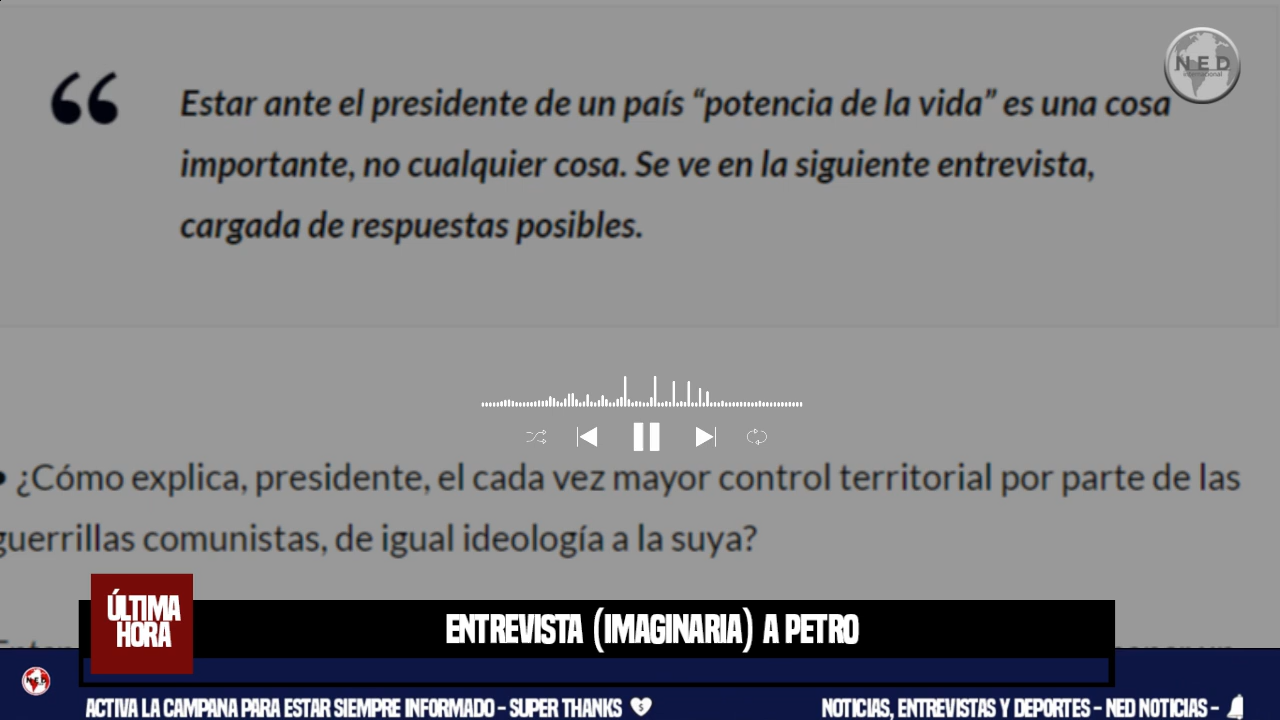 “ Estar ante el presidente de un país “potencia de la vida” es una cosa
importante, no cualquier cosa. Se ve en la siguiente entrevista,
cargada de respuestas posibles.
NED
international
• ¿Cómo explica, presidente, el cada vez mayor control territorial por parte de las
guerrillas comunistas, de igual ideología a la suya?
ÚLTIMA
HORA
ENTREVISTA (IMAGINARIA) A PETRO
NED
ACTIVA LA CAMPANA PARA ESTAR SIEMPRE INFORMADO - SUPER THANKS
NOTICIAS, ENTREVISTAS Y DEPORTES - NED NOTICIAS -